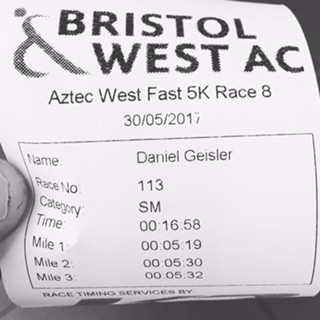 BRISTOL
& WEST AC
Aztec West Fast 5K Race 8
30/05/2017
Name: Daniel Geisler
Race No: 113
Category: SM
Time: 00:16:58
Mile 1: 00:05:19
Mile 2: 00:05:30
Mile 3: 00:05:32
RACE TIMING SERVICES BY: